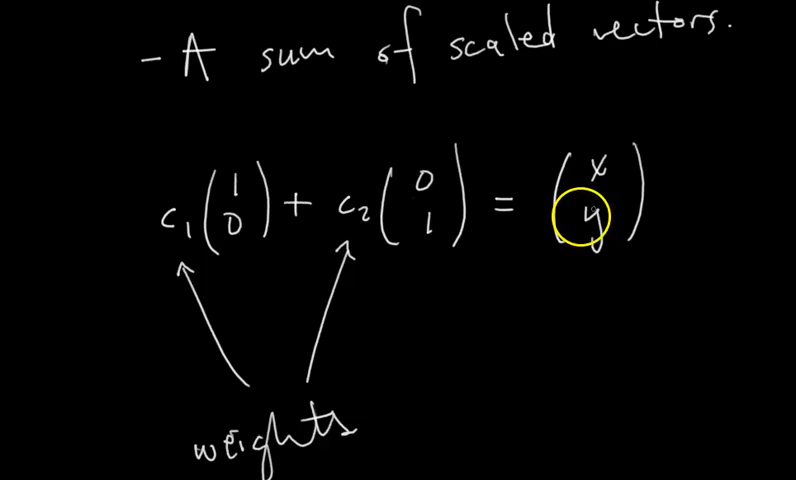 - A sum of scaled vectors.
c₁ (1 0) + c₂ (0 1) = (x y)
weights